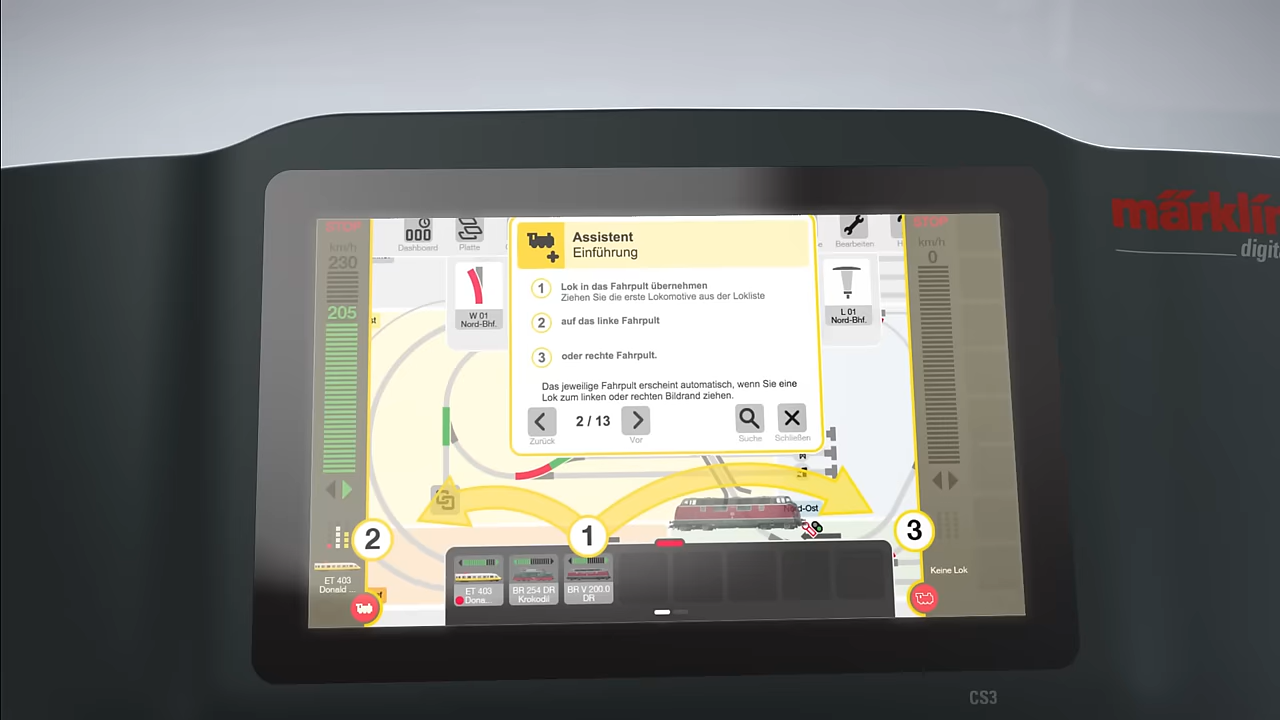 märklin
digital
STOP
km/h
230
205
ET 403
Donald ...
Dashboard
Platte
Bearbeiten
W 01
Nord-Bhf.
L 01
Nord-Bhf.
Assistent
Einführung
1 Lok in das Fahrpult übernehmen
Ziehen Sie die erste Lokomotive aus der Lokliste
2 auf das linke Fahrpult
3 oder rechte Fahrpult.
Das jeweilige Fahrpult erscheint automatisch, wenn Sie eine
Lok zum linken oder rechten Bildrand ziehen.
2 / 13
Zurück
Vor
Suche
Schließen
STOP
km/h
0
Keine Lok
2
1
3
ET 403
Dona...
BR 254 DR
Krokodil
BR V 200.0
DR
CS3